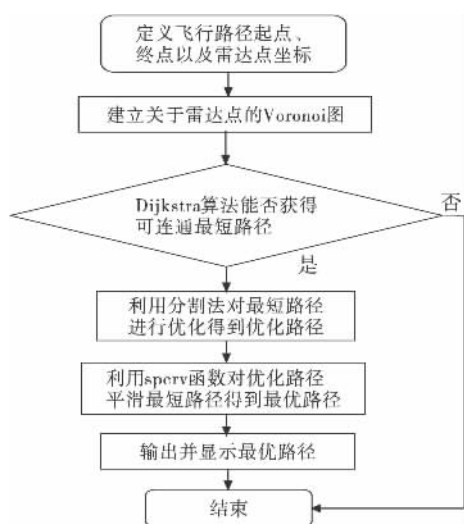 定义飞行路径起点、
终点以及雷达点坐标
建立关于雷达点的Voronoi图
Dijkstra算法能否获得
可连通最短路径
否
是
利用分割法对最短路径
进行优化得到优化路径
利用spcrv函数对优化路径
平滑最短路径得到最优路径
输出并显示最优路径
结束